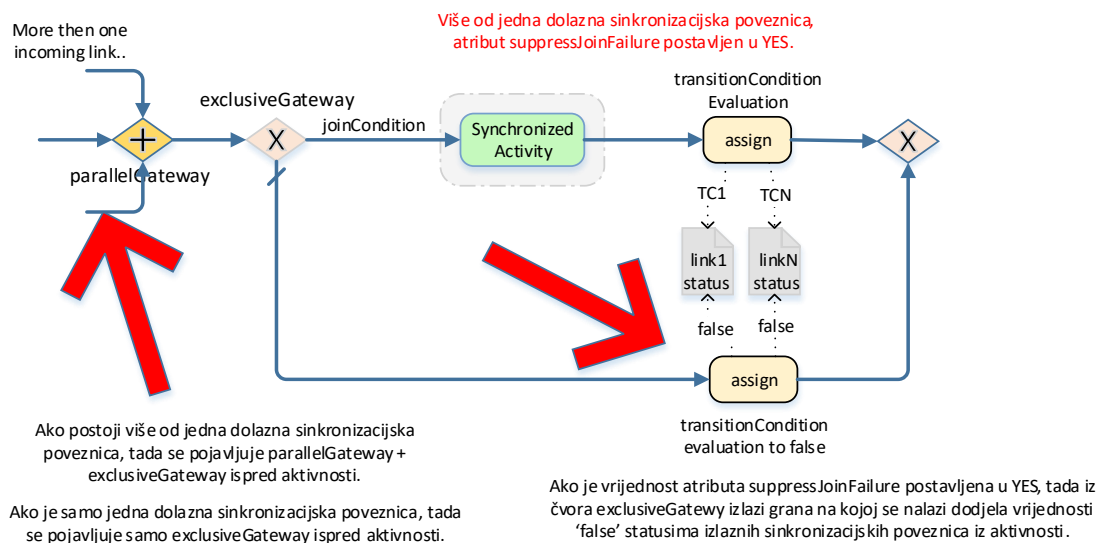 Više od jedna dolazna sinkronizacijska poveznica,
atribut suppressJoinFailure postavljen u YES.
More then one
incoming link..
transitionCondition
Evaluation
exclusiveGateway
joinCondition
Synchronized
Activity
assign
X
X
parallelGateway
TC1
TCN
link1
status
linkN
status
false
false
assign
transitionCondition
evaluation to false
Ako postoji više od jedna dolazna sinkronizacijska
poveznica, tada se pojavljuje parallelGateway +
exclusiveGateway ispred aktivnosti.
Ako je samo jedna dolazna sinkronizacijska poveznica, tada
se pojavljuje samo exclusiveGateway ispred aktivnosti.
Ako je vrijednost atributa suppressJoinFailure postavljena u YES, tada iz
čvora exclusiveGatewy izlazi grana na kojoj se nalazi dodjela vrijednosti
‘false’ statusima izlaznih sinkronizacijskih poveznica iz aktivnosti.